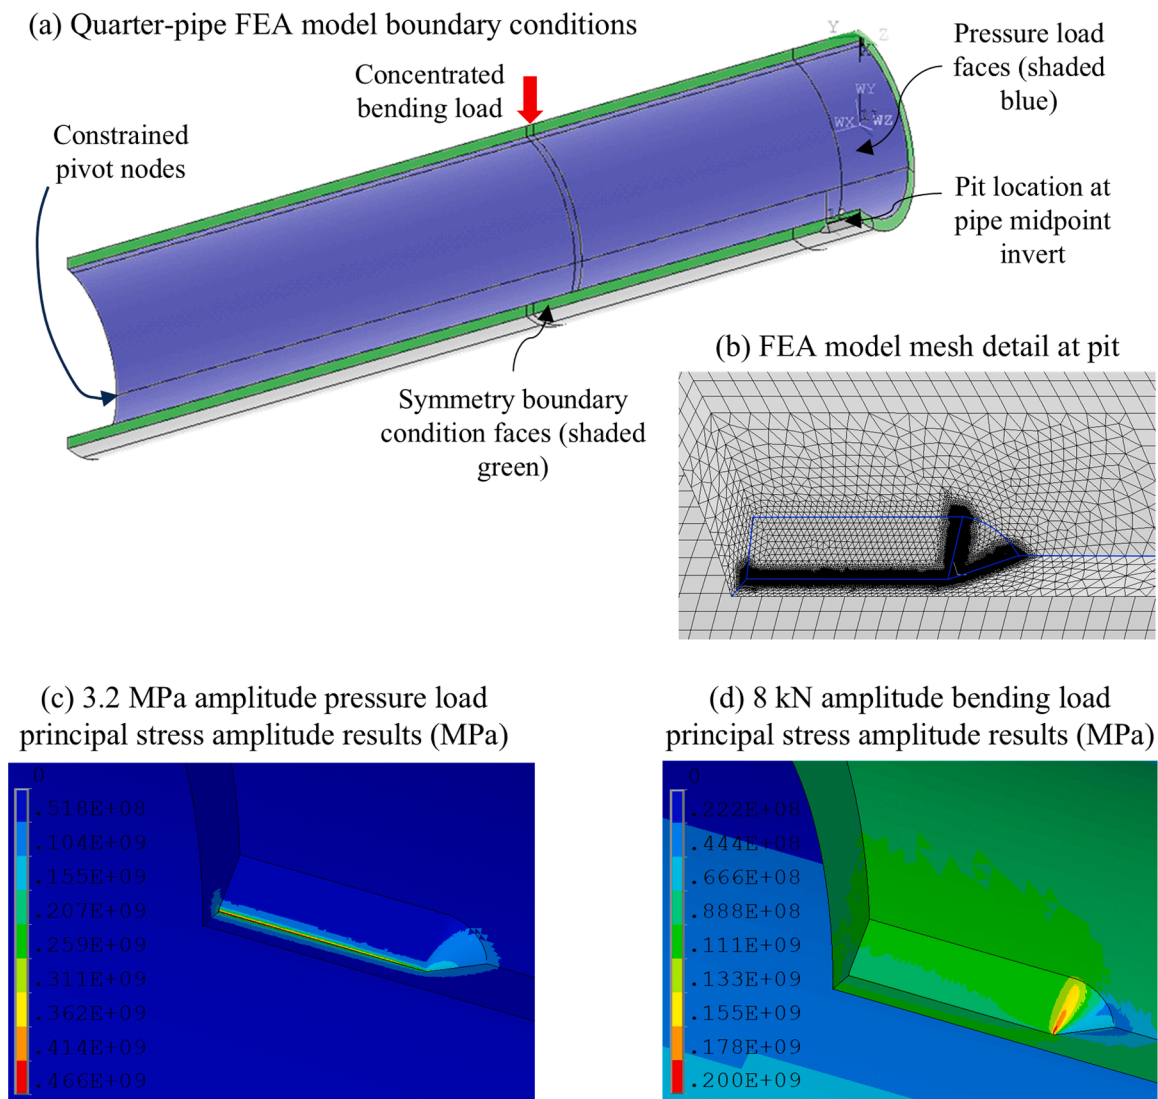 (a) Quarter-pipe FEA model boundary conditions
Concentrated
bending load
Constrained
pivot nodes
Y
Z
WY
WX
WZ
Pressure load
faces (shaded
blue)
Pit location at
pipe midpoint
invert
Symmetry boundary
condition faces (shaded
green)
(b) FEA model mesh detail at pit
(c) 3.2 MPa amplitude pressure load
principal stress amplitude results (MPa)
0
.518E+08
.104E+09
.155E+09
.207E+09
.259E+09
.311E+09
.362E+09
.414E+09
.466E+09
(d) 8 kN amplitude bending load
principal stress amplitude results (MPa)
0
.222E+08
.444E+08
.666E+08
.888E+08
.111E+09
.133E+09
.155E+09
.178E+09
.200E+09